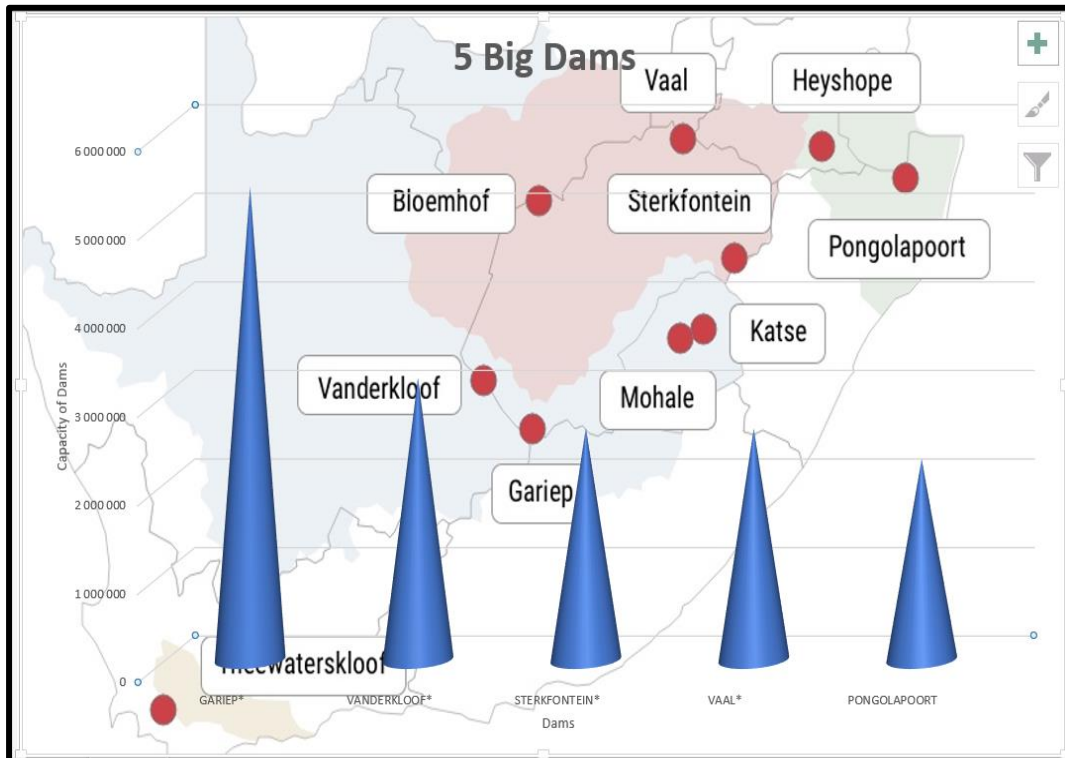 5 Big Dams
Vaal
Heyshope
6 000 000
Bloemhof
Sterkfontein
5 000 000
Pongolapoort
4 000 000
Katse
Vanderkloof
Mohale
Capacity of Dams
3 000 000
Gariep
2 000 000
1 000 000
Theewaterskloof
0
GARIEP*
VANDERKLOOF*
STERKFONTEIN*
VAAL*
PONGOLAPOORT
Dams